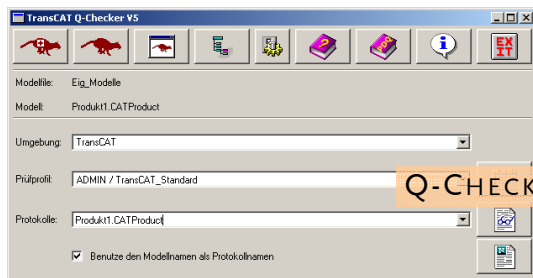 TransCAT Q-Checker V5
EX
IT
Modelfile: Eig_Modelle
Modell: Produkt1.CATProduct
Umgebung: TransCAT
Prüfprofil: ADMIN / TransCAT_Standard
Q-CHECK
Protokolle: Produkt1.CATProduct
Benutze den Modellnamen als Protokollnamen